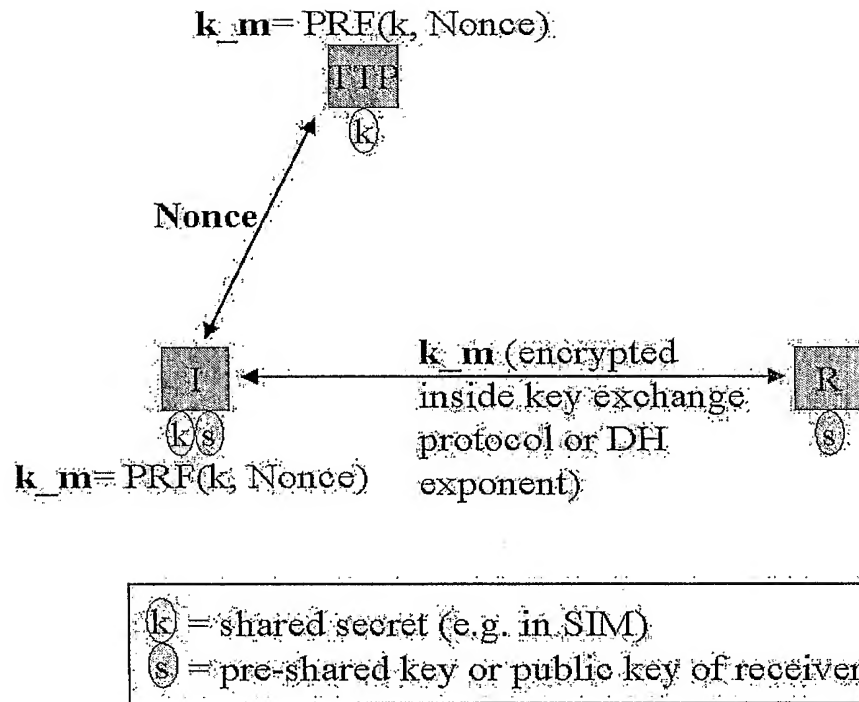 k_m= PRF(k, Nonce)
TTP
k
Nonce
I
k_m (encrypted
inside key exchange
protocol or DH
exponent)
R
k s
s
k_m= PRF(k, Nonce)
k = shared secret (e.g. in SIM)
s = pre-shared key or public key of receiver